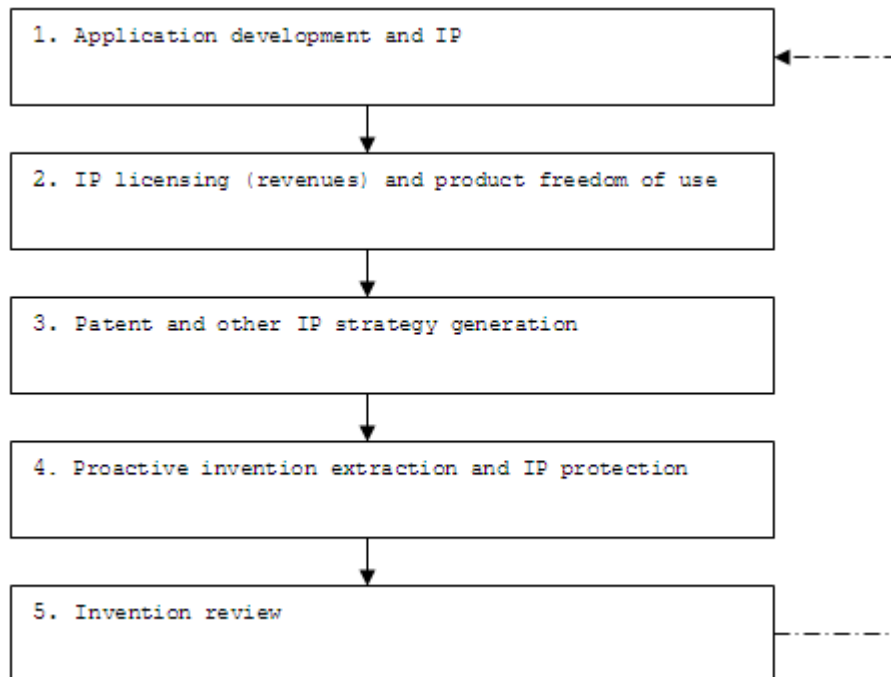 1. Application development and IP
2. IP licensing (revenues) and product freedom of use
3. Patent and other IP strategy generation
4. Proactive invention extraction and IP protection
5. Invention review